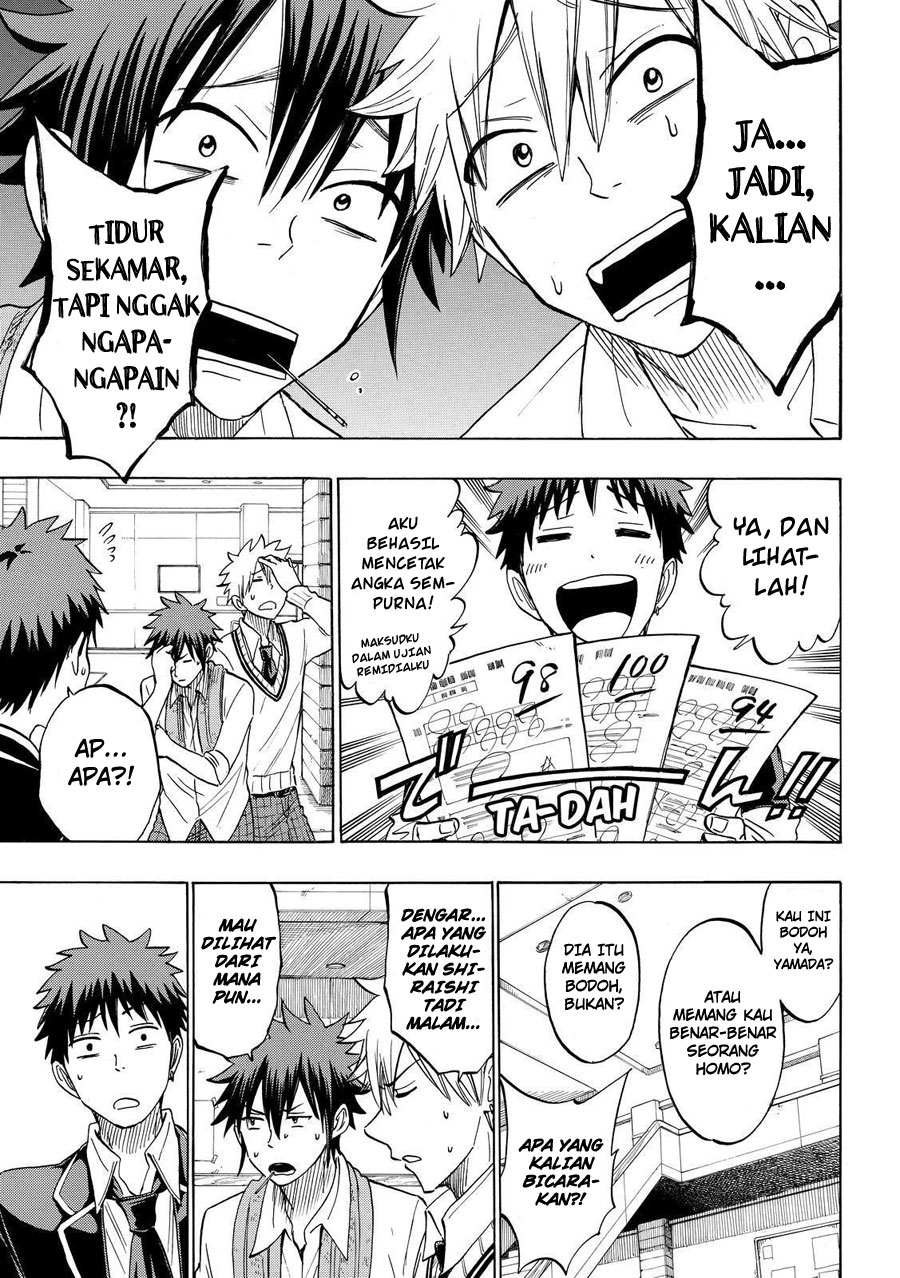 JA...
JADI,
KALIAN
...
TIDUR
SEKAMAR,
TAPI NGGAK
NGAPA-
NGAPAIN
?!
YA, DAN
LIHAT-
LAH!
AKU
BEHASIL
MENCETAK
ANGKA SEM-
PURNA!
MAKSUDKU
DALAM UJIAN
REMIDIALKU
98
100
94
で
ん!!
TA-DAH
AP...
APA?!
KAU INI
BODOH
YA,
YAMADA?
ATAU
MEMANG KAU
BENAR-BENAR
SEORANG
HOMO?
DIA ITU
MEMANG
BODOH,
BUKAN?
APA YANG
KALIAN
BICARA-
KAN?!
DENGAR...
APA YANG
DILAKU-
KAN SHI-
RAISHI
TADI
MALAM...
MAU
DILIHAT
DARI
MANA
PUN...